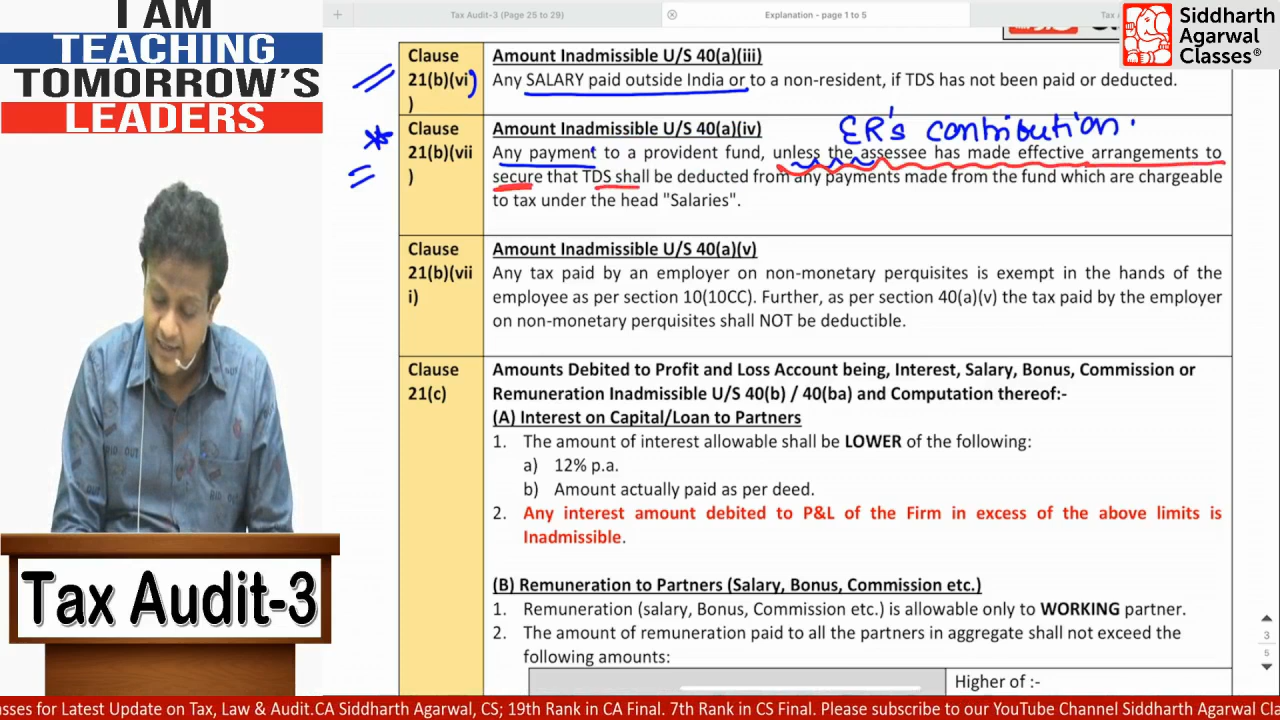 I AM
TEACHING
TOMORROW'S
LEADERS
Tax Audit-3 (Page 25 to 29)
Explanation - page 1 to 5
Siddharth
Agarwal
Classes®
Clause
21(b)(vi
)
Amount Inadmissible U/S 40(a)(iii)
Any SALARY paid outside India or to a non-resident, if TDS has not been paid or deducted.
Clause
21(b)(vii
)
Amount Inadmissible U/S 40(a)(iv)
ER's contribution.
Any payment to a provident fund, unless the assessee has made effective arrangements to
secure that TDS shall be deducted from any payments made from the fund which are chargeable
to tax under the head "Salaries".
Clause
21(b)(vii
i)
Amount Inadmissible U/S 40(a)(v)
Any tax paid by an employer on non-monetary perquisites is exempt in the hands of the
employee as per section 10(10CC). Further, as per section 40(a)(v) the tax paid by the employer
on non-monetary perquisites shall NOT be deductible.
Clause
21(c)
Amounts Debited to Profit and Loss Account being, Interest, Salary, Bonus, Commission or
Remuneration Inadmissible U/S 40(b) / 40(ba) and Computation thereof:-
(A) Interest on Capital/Loan to Partners
1. The amount of interest allowable shall be LOWER of the following:
a) 12% p.a.
b) Amount actually paid as per deed.
2. Any interest amount debited to P&L of the Firm in excess of the above limits is
Inadmissible.
(B) Remuneration to Partners (Salary, Bonus, Commission etc.)
1. Remuneration (salary, Bonus, Commission etc.) is allowable only to WORKING partner.
2. The amount of remuneration paid to all the partners in aggregate shall not exceed the
following amounts:
Higher of :-
3
5
Tax Audit-3
asses for Latest Update on Tax, Law & Audit.CA Siddharth Agarwal, CS; 19th Rank in CA Final. 7th Rank in CS Final. Please subscribe to our YouTube Channel Siddharth Agarwal Cla